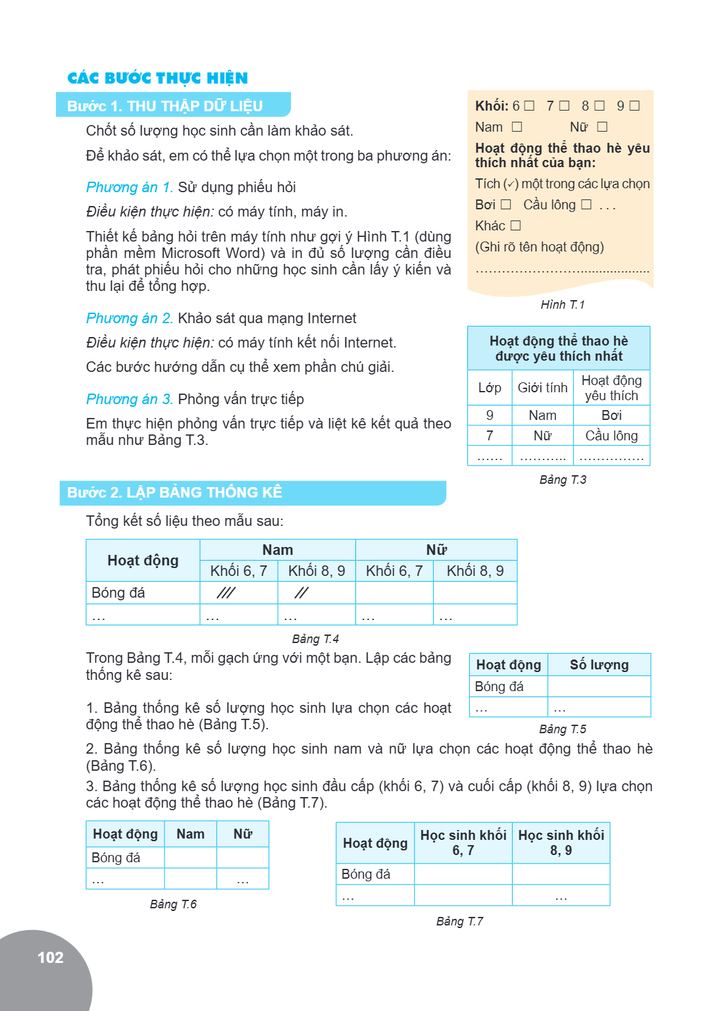 CÁC BƯỚC THỰC HIỆN
Bước 1. THU THẬP DỮ LIỆU
Chốt số lượng học sinh cần làm khảo sát.
Để khảo sát, em có thể lựa chọn một trong ba phương án:
Phương án 1. Sử dụng phiếu hỏi
Điều kiện thực hiện: có máy tính, máy in.
Thiết kế bảng hỏi trên máy tính như gợi ý Hình T.1 (dùng
phần mềm Microsoft Word) và in đủ số lượng cần điều
tra, phát phiếu hỏi cho những học sinh cần lấy ý kiến và
thu lại để tổng hợp.
Phương án 2. Khảo sát qua mạng Internet
Điều kiện thực hiện: có máy tính kết nối Internet.
Các bước hướng dẫn cụ thể xem phần chú giải.
Phương án 3. Phỏng vấn trực tiếp
Em thực hiện phỏng vấn trực tiếp và liệt kê kết quả theo
mẫu như Bảng T.3.
Khối: 6 ☐ 7 ☐ 8 ☐ 9 ☐
Nam ☐ Nữ ☐
Hoạt động thể thao hè yêu
thích nhất của bạn:
Tích (✓) một trong các lựa chọn
Bơi ☐ Cầu lông ☐ . . .
Khác ☐
(Ghi rõ tên hoạt động)
……………………...................
Hình T.1
Hoạt động thể thao hè
được yêu thích nhất
Lớp Giới tính Hoạt động
yêu thích
9 Nam Bơi
7 Nữ Cầu lông
…… ……….. ……………
Bảng T.3
Bước 2. LẬP BẢNG THỐNG KÊ
Tổng kết số liệu theo mẫu sau:
Hoạt động Nam Nữ
Khối 6, 7 Khối 8, 9 Khối 6, 7 Khối 8, 9
Bóng đá /// //
… … … … …
Bảng T.4
Trong Bảng T.4, mỗi gạch ứng với một bạn. Lập các bảng
thống kê sau:
1. Bảng thống kê số lượng học sinh lựa chọn các hoạt
động thể thao hè (Bảng T.5).
Hoạt động Số lượng
Bóng đá
… …
Bảng T.5
2. Bảng thống kê số lượng học sinh nam và nữ lựa chọn các hoạt động thể thao hè
(Bảng T.6).
3. Bảng thống kê số lượng học sinh đầu cấp (khối 6, 7) và cuối cấp (khối 8, 9) lựa chọn
các hoạt động thể thao hè (Bảng T.7).
Hoạt động Nam Nữ
Bóng đá
… …
Bảng T.6
Hoạt động Học sinh khối
6, 7 Học sinh khối
8, 9
Bóng đá
… …
Bảng T.7
102